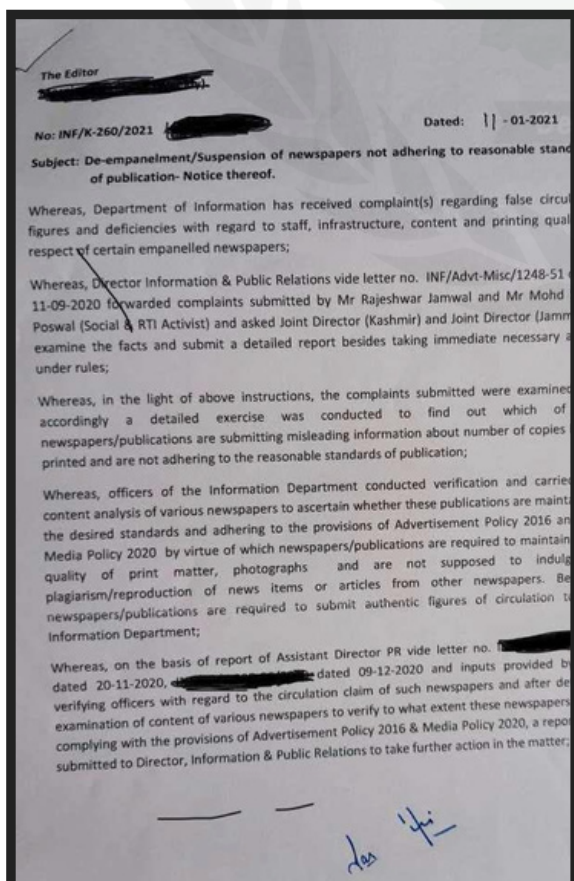 The Editor
No: INF/K-260/2021
Dated: 11 - 01-2021
Subject: De-empanelment/Suspension of newspapers not adhering to reasonable stand
of publication- Notice thereof.
Whereas, Department of Information has received complaint(s) regarding false circul
figures and deficiencies with regard to staff, infrastructure, content and printing qual
respect of certain empanelled newspapers;
Whereas, Director Information & Public Relations vide letter no. INF/Advt-Misc/1248-51
11-09-2020 forwarded complaints submitted by Mr Rajeshwar Jamwal and Mr Mohd
Poswal (Social & RTI Activist) and asked Joint Director (Kashmir) and Joint Director (Jamm
examine the facts and submit a detailed report besides taking immediate necessary a
under rules;
Whereas, in the light of above instructions, the complaints submitted were examined
accordingly a detailed exercise was conducted to find out which of
newspapers/publications are submitting misleading information about number of copies
printed and are not adhering to the reasonable standards of publication;
Whereas, officers of the Information Department conducted verification and carried
content analysis of various newspapers to ascertain whether these publications are mainta
the desired standards and adhering to the provisions of Advertisement Policy 2016 an
Media Policy 2020 by virtue of which newspapers/publications are required to maintain
quality of print matter, photographs and are not supposed to indulg
plagiarism/reproduction of news items or articles from other newspapers. Be
newspapers/publications are required to submit authentic figures of circulation t
Information Department;
Whereas, on the basis of report of Assistant Director PR vide letter no.
dated 20-11-2020, dated 09-12-2020 and inputs provided b
verifying officers with regard to the circulation claim of such newspapers and after de
examination of content of various newspapers to verify to what extent these newspapers
complying with the provisions of Advertisement Policy 2016 & Media Policy 2020, a repo
submitted to Director, Information & Public Relations to take further action in the matter;